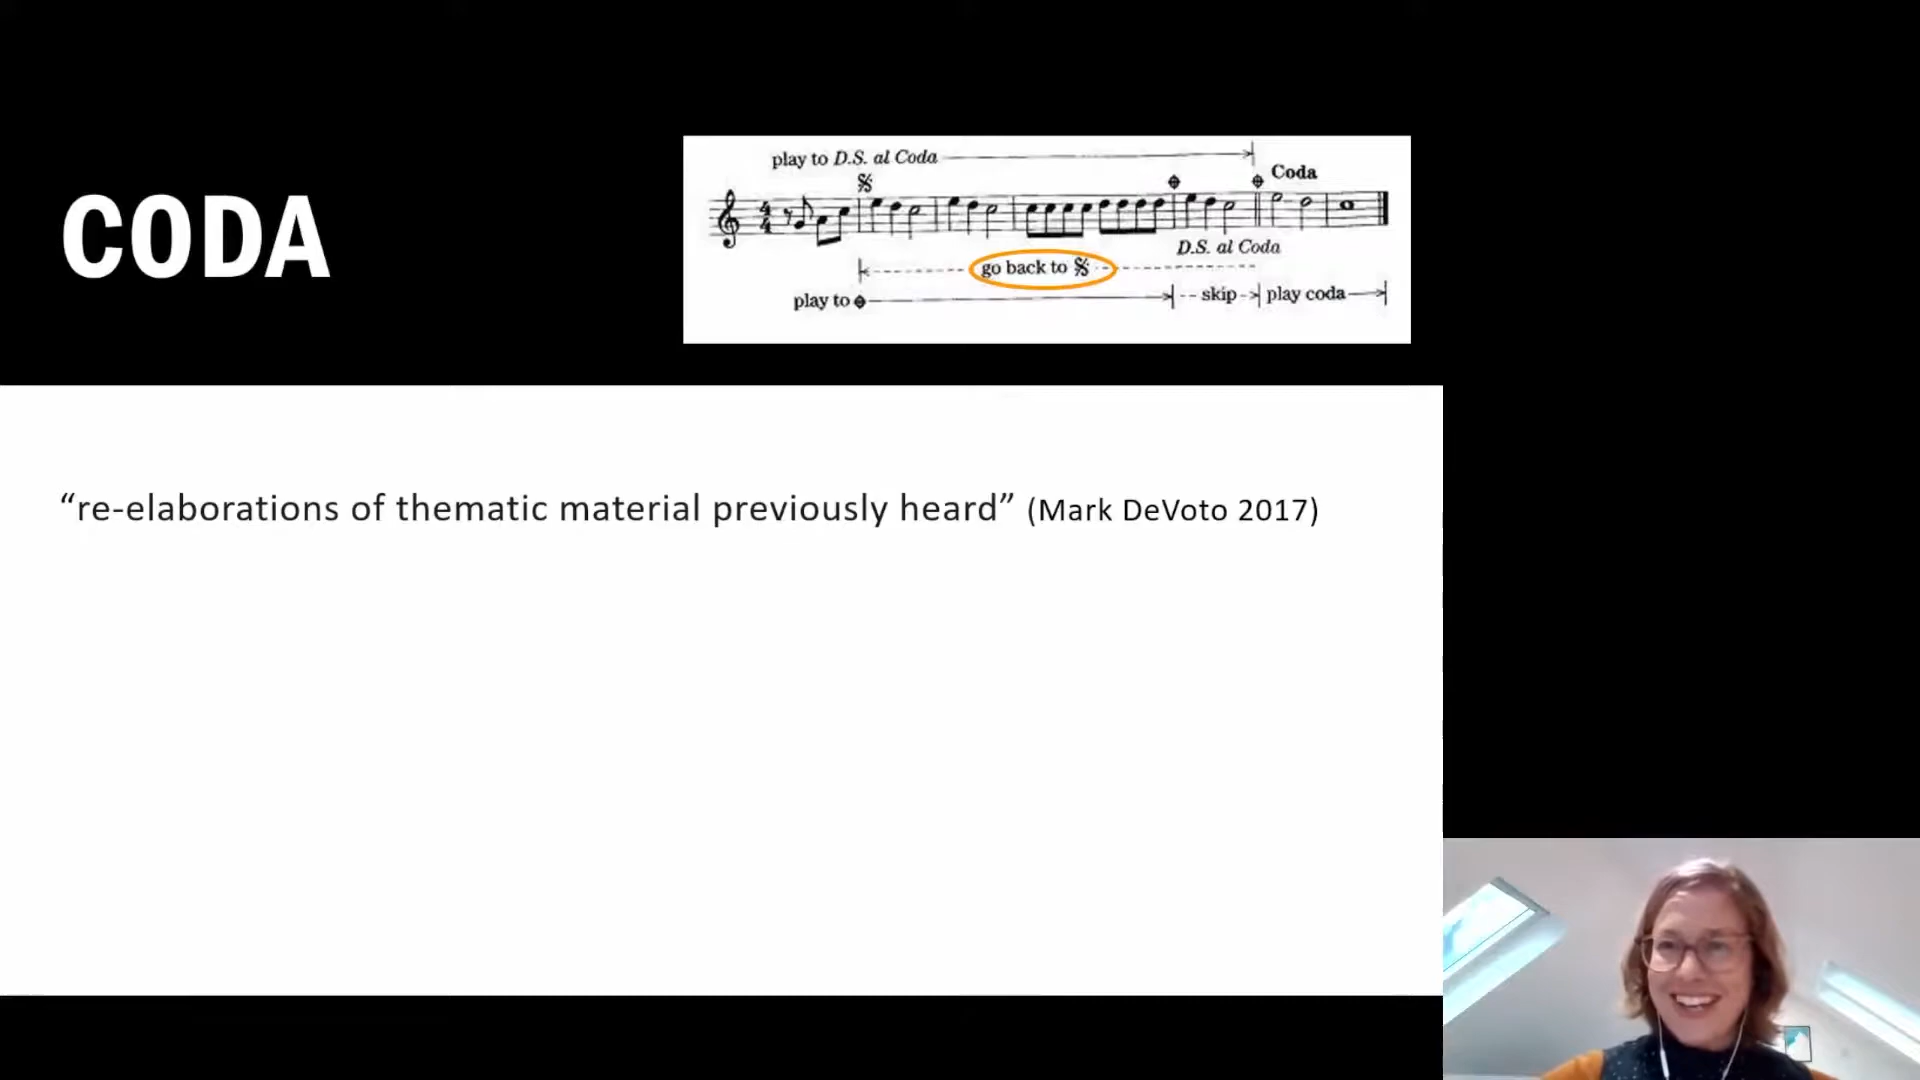 CODA
play to D.S. al Coda
Coda
D.S. al Coda
go back to
play to
skip
play coda
“re-elaborations of thematic material previously heard” (Mark DeVoto 2017)